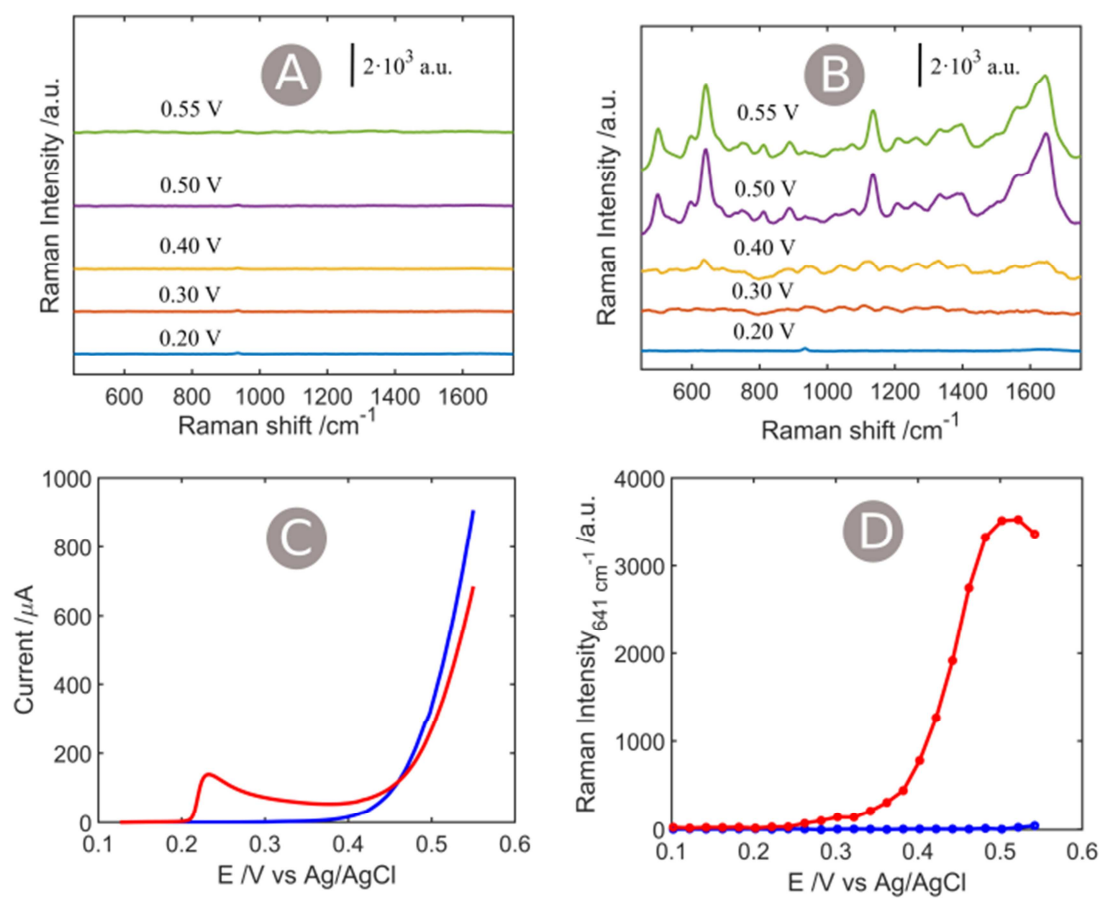 A
2·10³ a.u.
0.55 V
0.50 V
0.40 V
0.30 V
0.20 V
Raman Intensity /a.u.
600 800 1000 1200 1400 1600
Raman shift /cm⁻¹
B
2·10³ a.u.
0.55 V
0.50 V
0.40 V
0.30 V
0.20 V
Raman Intensity /a.u.
600 800 1000 1200 1400 1600
Raman shift /cm⁻¹
C
1000
800
600
400
200
0
Current /μA
0.1 0.2 0.3 0.4 0.5 0.6
E /V vs Ag/AgCl
D
4000
3000
2000
1000
0
Raman Intensity₆₄₁ cm⁻¹ /a.u.
0.1 0.2 0.3 0.4 0.5 0.6
E /V vs Ag/AgCl